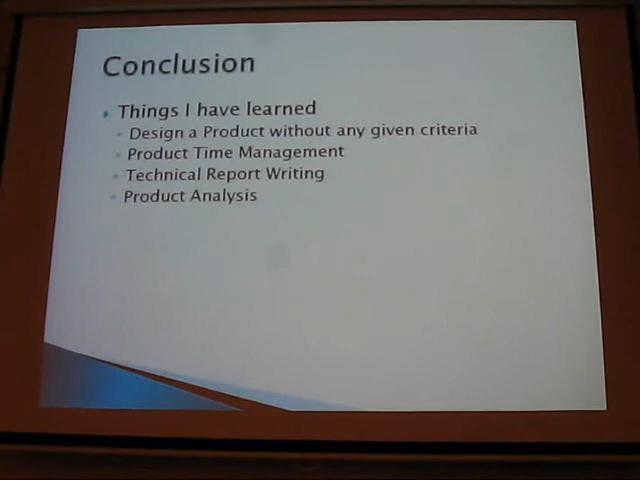 Conclusion
Things I have learned
Design a Product without any given criteria
Product Time Management
Technical Report Writing
Product Analysis